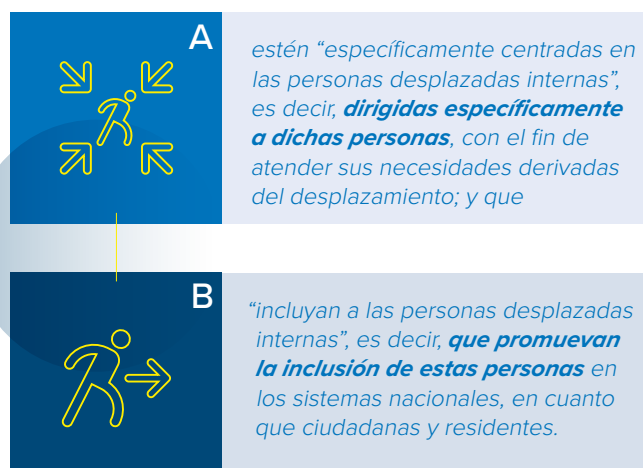 A
estén “específicamente centradas en
las personas desplazadas internas”,
es decir, dirigidas específicamente
a dichas personas, con el fin de
atender sus necesidades derivadas
del desplazamiento; y que
B
“incluyan a las personas desplazadas
internas”, es decir, que promuevan
la inclusión de estas personas en
los sistemas nacionales, en cuanto
que ciudadanas y residentes.